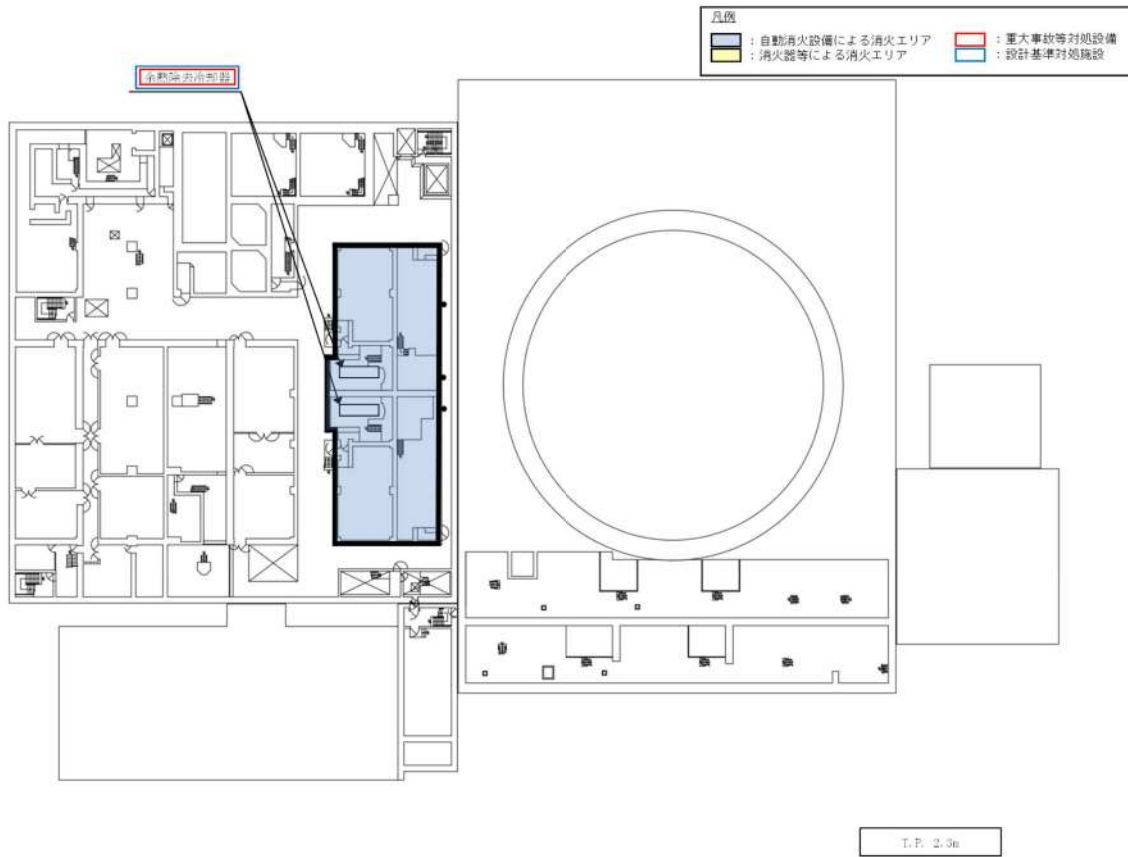 凡例
：自動消火設備による消火エリア
：重大事故等対処設備
：消火器等による消火エリア
：設計基準対処施設
余熱除去冷却器
T.P. 2.3m